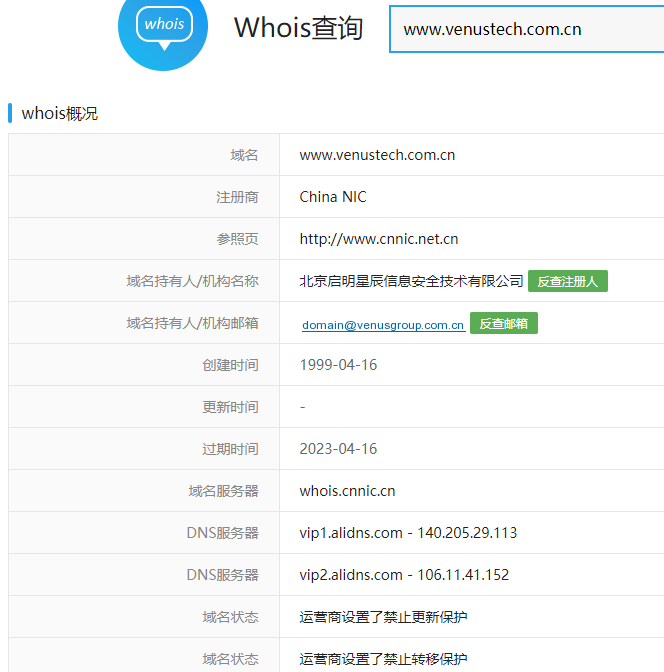 whois
Whois查询
www.venustech.com.cn
whois概况
域名 www.venustech.com.cn
注册商 China NIC
参照页 http://www.cnnic.net.cn
域名持有人/机构名称 北京启明星辰信息安全技术有限公司 反查注册人
域名持有人/机构邮箱 domain@venusgroup.com.cn 反查邮箱
创建时间 1999-04-16
更新时间 -
过期时间 2023-04-16
域名服务器 whois.cnnic.cn
DNS服务器 vip1.alidns.com - 140.205.29.113
DNS服务器 vip2.alidns.com - 106.11.41.152
域名状态 运营商设置了禁止更新保护
域名状态 运营商设置了禁止转移保护